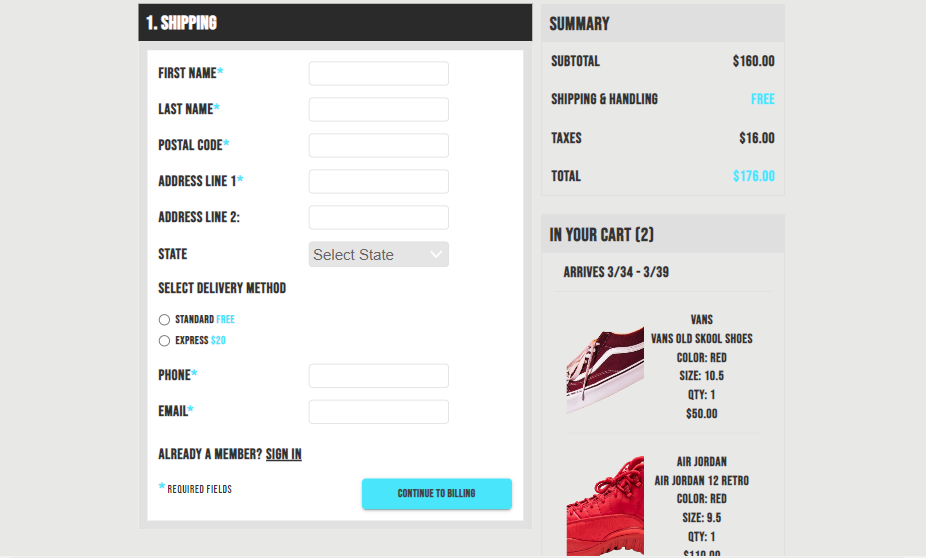 1. SHIPPING
FIRST NAME*
LAST NAME*
POSTAL CODE*
ADDRESS LINE 1*
ADDRESS LINE 2:
STATE
Select State
SELECT DELIVERY METHOD
STANDARD FREE
EXPRESS $20
PHONE*
EMAIL*
ALREADY A MEMBER? SIGN IN
* REQUIRED FIELDS
CONTINUE TO BILLING
SUMMARY
SUBTOTAL $160.00
SHIPPING & HANDLING FREE
TAXES $16.00
TOTAL $176.00
IN YOUR CART (2)
ARRIVES 3/34 - 3/39
VANS
VANS OLD SKOOL SHOES
COLOR: RED
SIZE: 10.5
QTY: 1
$50.00
AIR JORDAN
AIR JORDAN 12 RETRO
COLOR: RED
SIZE: 9.5
QTY: 1
$110.00